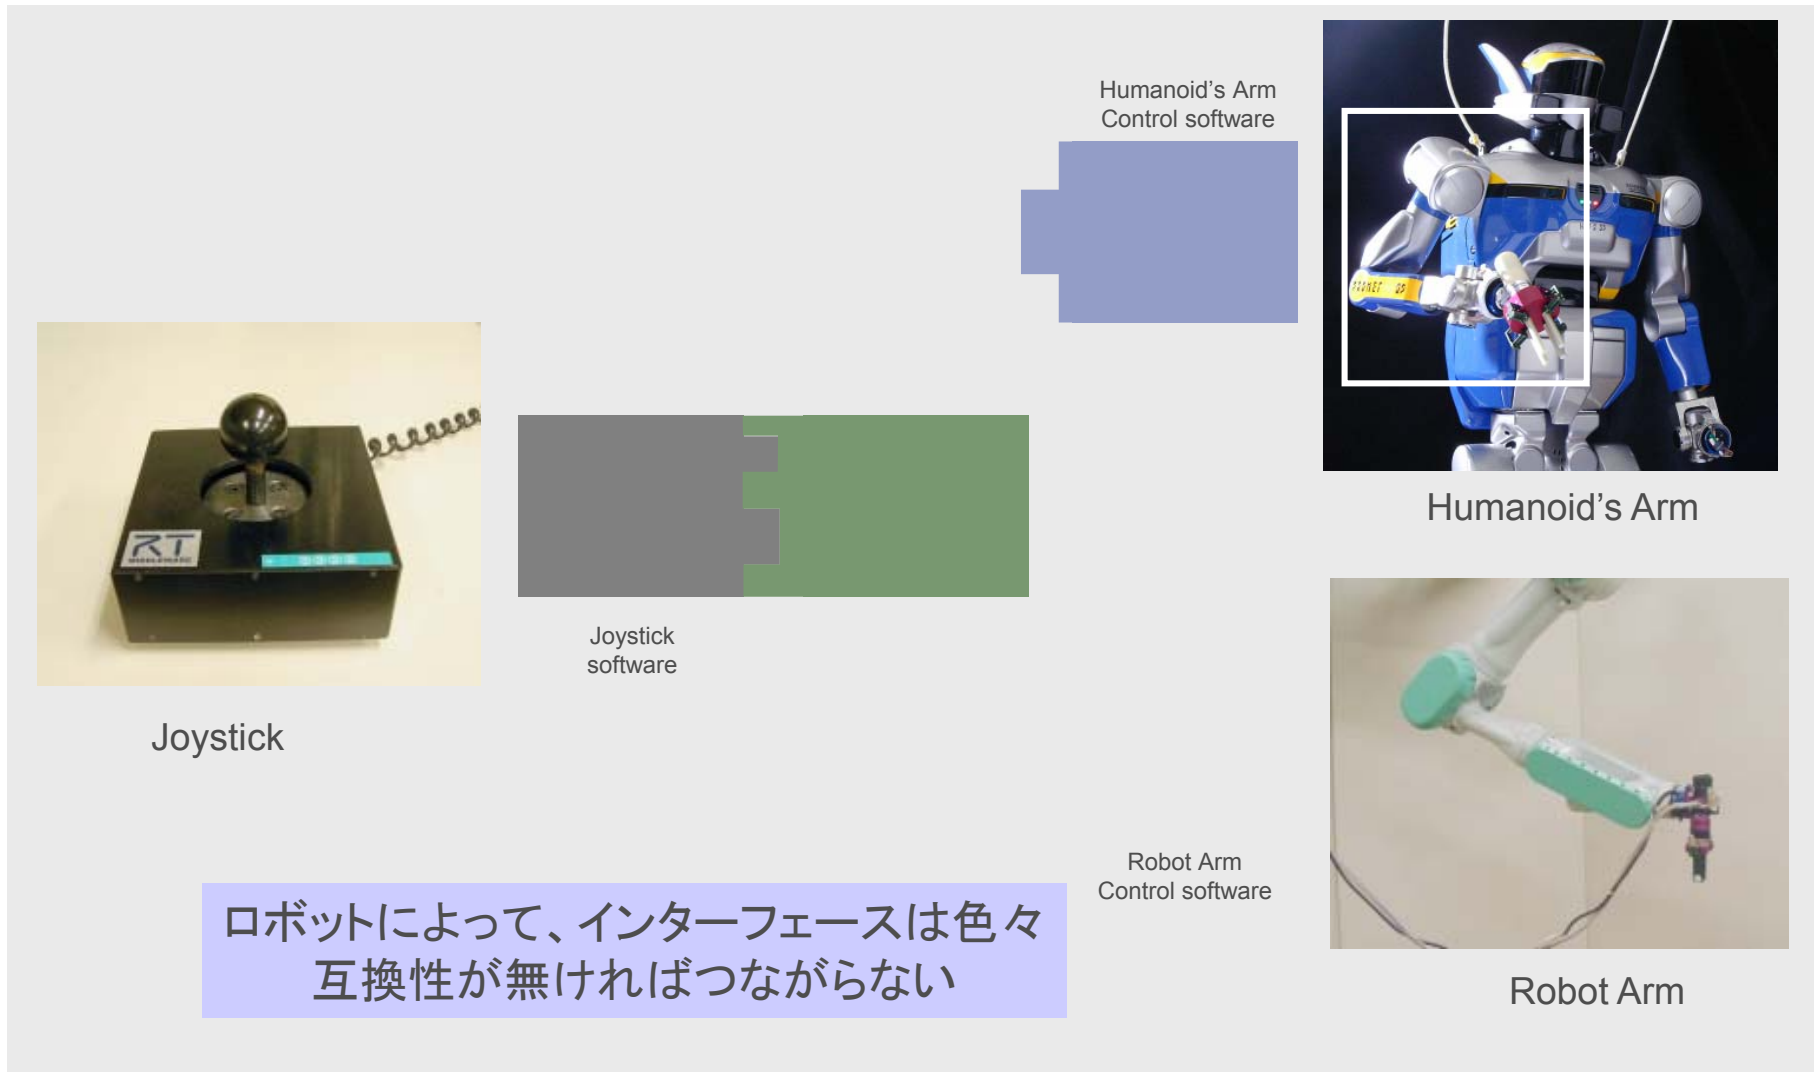 Humanoid's Arm
Control software
Humanoid's Arm
RT
Joystick
software
Joystick
Robot Arm
Control software
ロボットによって、インターフェースは色々
互換性が無ければつながらない
Robot Arm